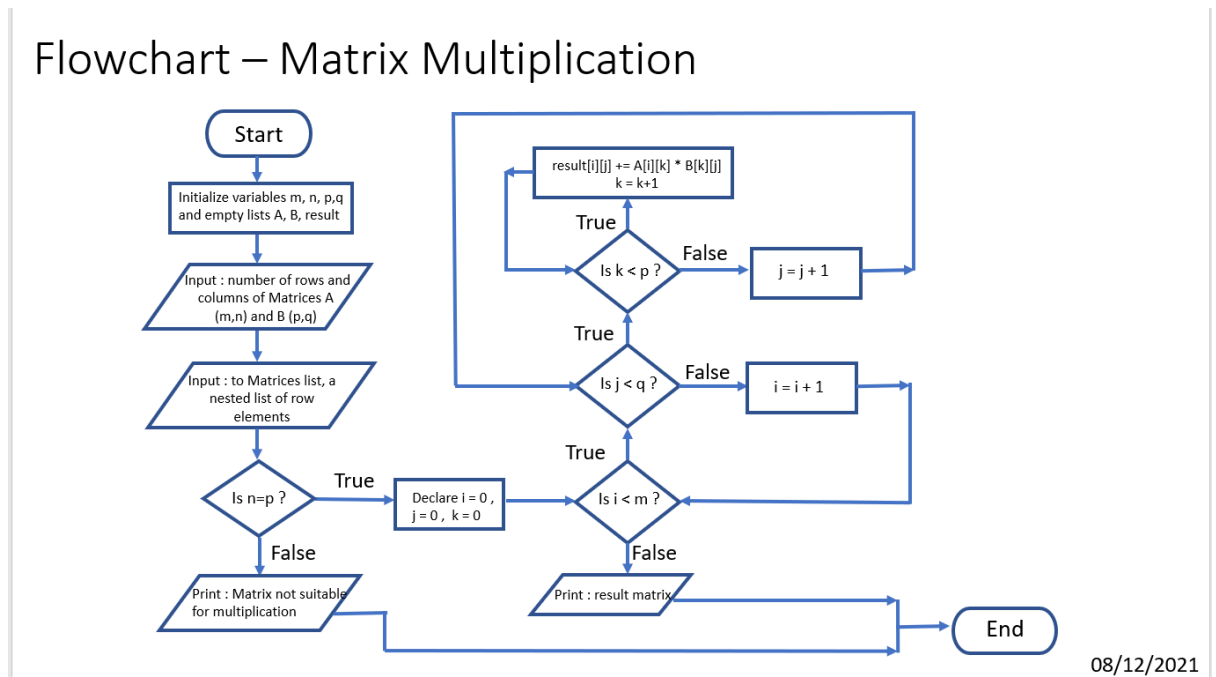 Flowchart – Matrix Multiplication
Start
Initialize variables m, n, p,q
and empty lists A, B, result
Input : number of rows and
columns of Matrices A
(m,n) and B (p,q)
Input : to Matrices list, a
nested list of row
elements
Is n=p ?
True
False
Print : Matrix not suitable
for multiplication
Declare i = 0 ,
j = 0 , k = 0
result[i][j] += A[i][k] * B[k][j]
k = k+1
True
Is k < p ?
False
j = j + 1
True
Is j < q ?
False
i = i + 1
True
Is i < m ?
False
Print : result matrix
End
08/12/2021